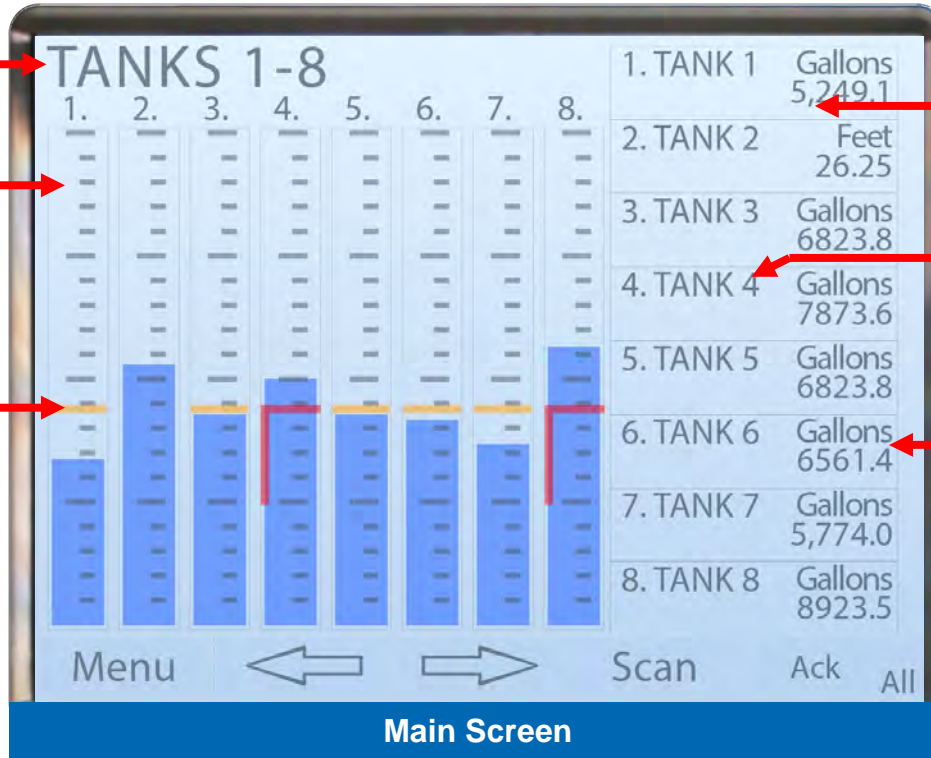 TANKS 1-8
1. 2. 3. 4. 5. 6. 7. 8.
1. TANK 1 Gallons
5,249.1
2. TANK 2 Feet
26.25
3. TANK 3 Gallons
6823.8
4. TANK 4 Gallons
7873.6
5. TANK 5 Gallons
6823.8
6. TANK 6 Gallons
6561.4
7. TANK 7 Gallons
5,774.0
8. TANK 8 Gallons
8923.5
Menu Scan Ack All
Main Screen